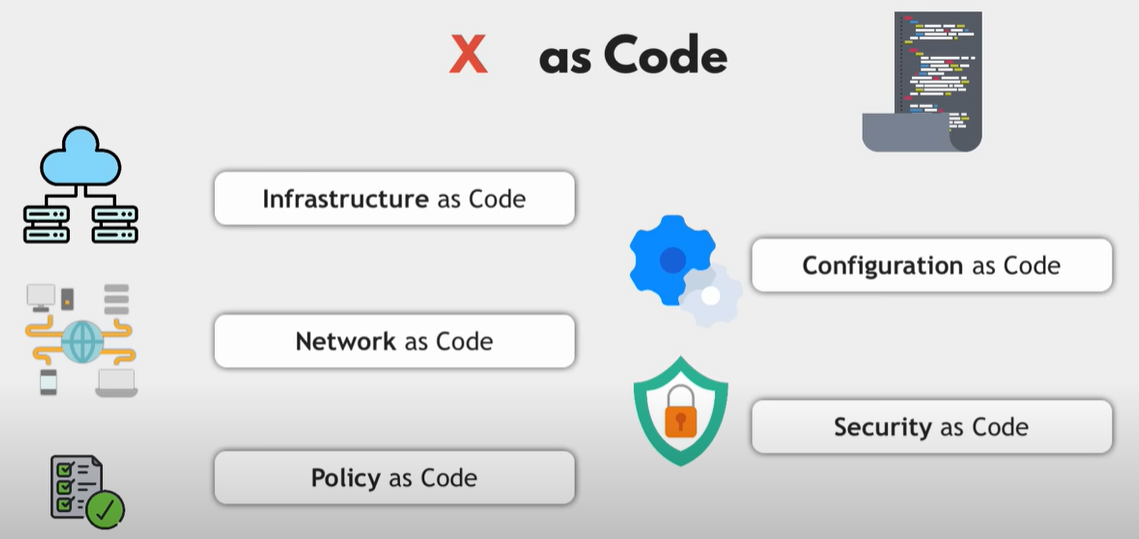 X as Code
Infrastructure as Code
Configuration as Code
Network as Code
Security as Code
Policy as Code